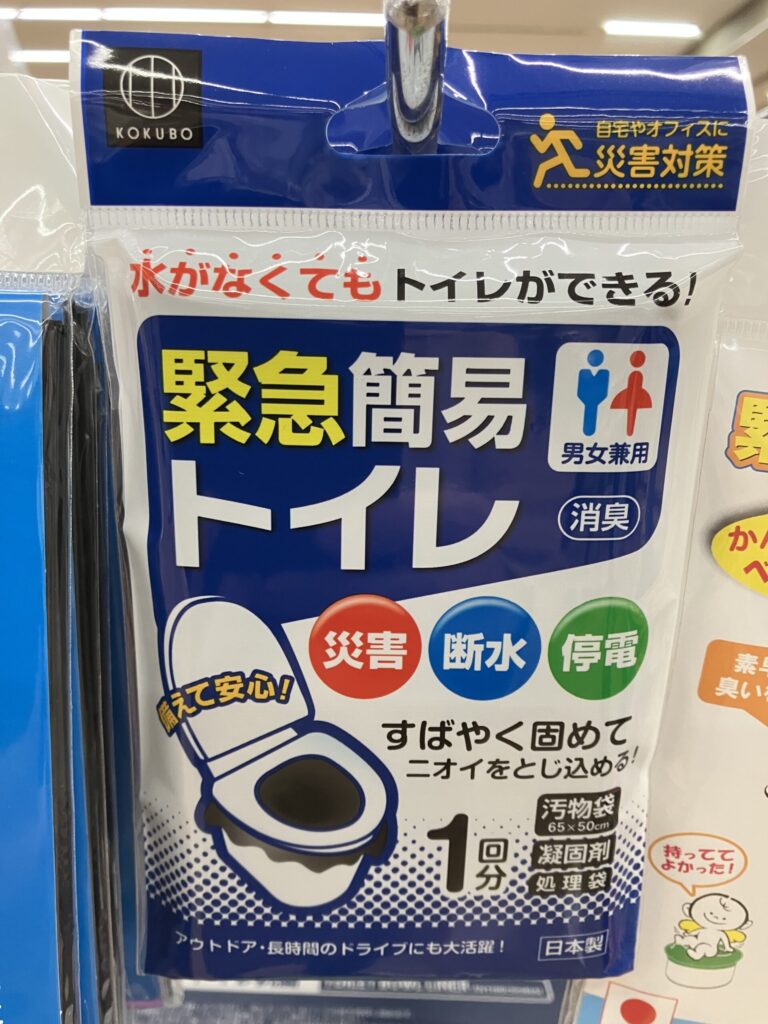 KOKUBO
自宅やオフィスに
災害対策
水がなくてもトイレができる!
緊急簡易
トイレ
男女兼用
消臭
災害
断水
停電
備えて安心!
すばやく固めて
ニオイをとじ込める!
1回分
汚物袋
65×50cm
凝固剤
処理袋
アウトドア・長時間のドライブにも大活躍!
日本製
かん
持ってて
よかった!
臭い